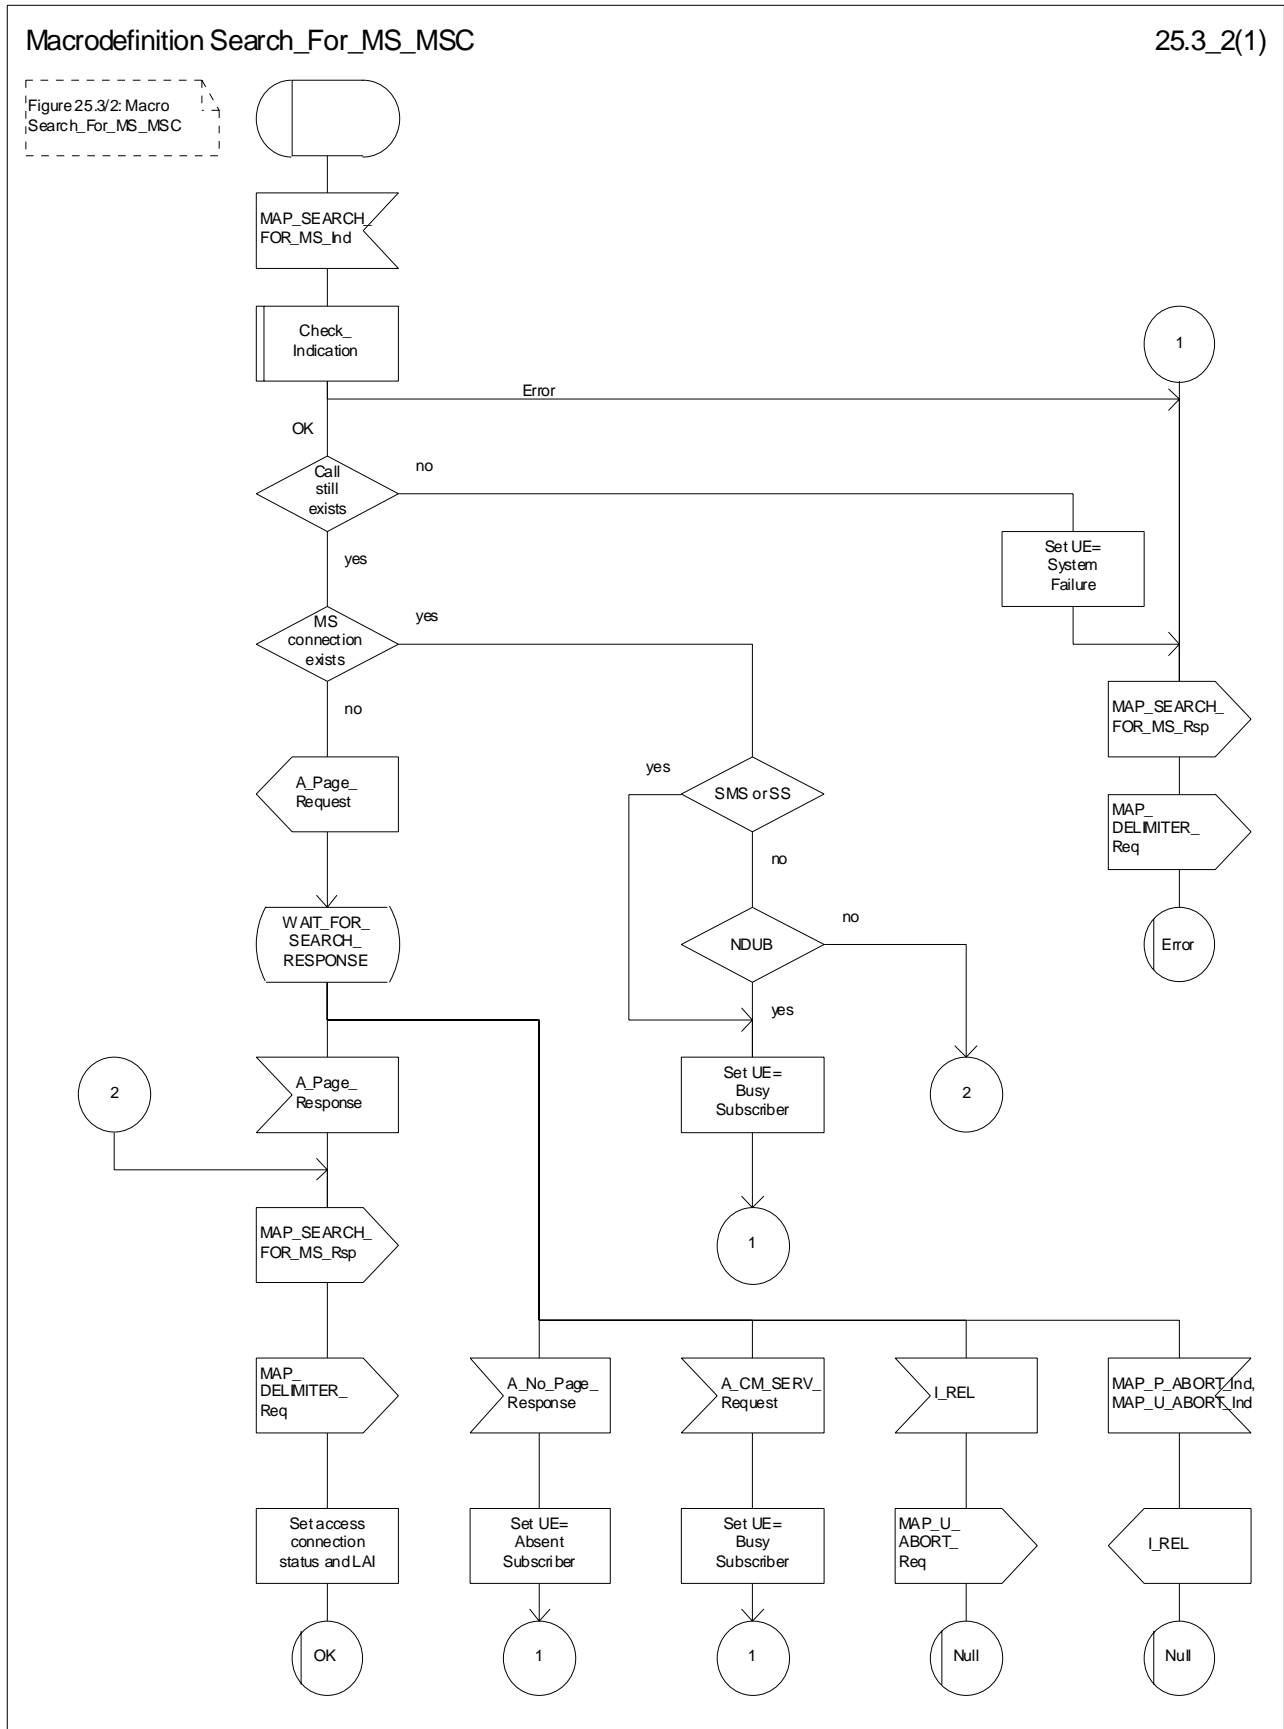 Macrodefinition Search_For_MS_MSC
25.3_2(1)
Figure 25.3/2: Macro
Search_For_MS_MSC
MAP_SEARCH_
FOR_MS_Ind
Check_
Indication
1
Error
OK
Call
still
exists
no
yes
Set UE=
System
Failure
MS
connection
exists
yes
no
MAP_SEARCH_
FOR_MS_Rsp
A_Page_
Request
yes
SMS or SS
no
MAP_
DELIMITER_
Req
WAIT_FOR_
SEARCH_
RESPONSE
NDUB
no
yes
Error
2
A_Page_
Response
Set UE=
Busy
Subscriber
2
MAP_SEARCH_
FOR_MS_Rsp
1
MAP_
DELIMITER_
Req
A_No_Page_
Response
A_CM_SERV_
Request
I_REL
MAP_P_ABORT_Ind,
MAP_U_ABORT_Ind
Set access
connection
status and LAI
Set UE=
Absent
Subscriber
Set UE=
Busy
Subscriber
MAP_U_
ABORT_
Req
I_REL
OK
1
1
Null
Null